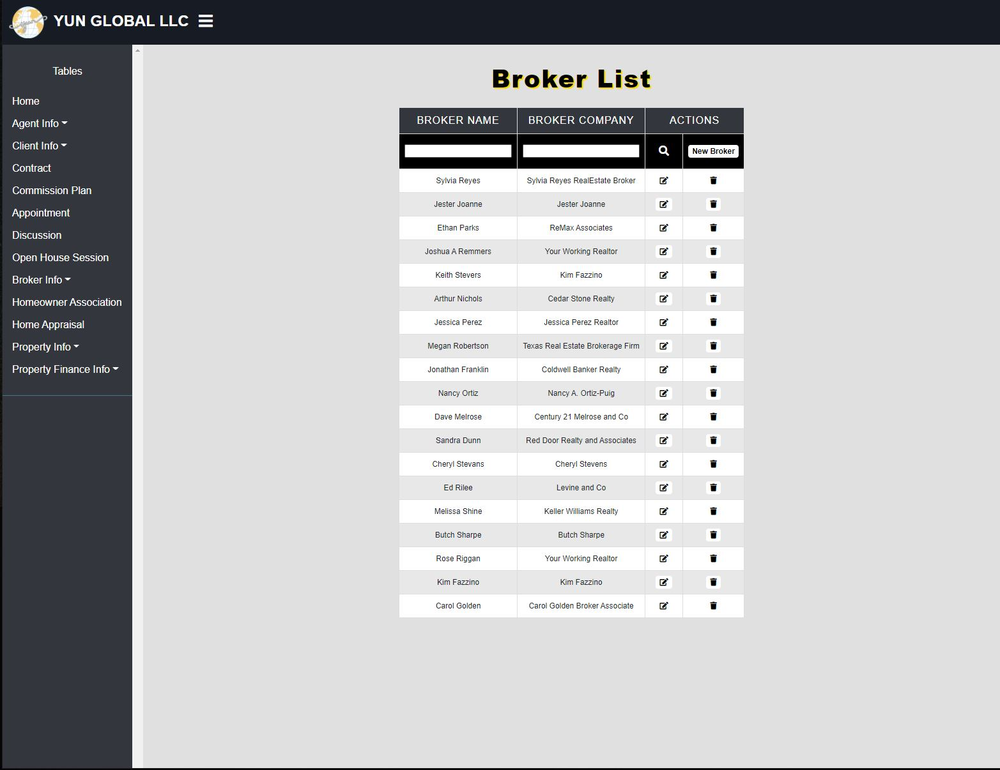 YUN GLOBAL LLC
Tables
Home
Agent Info
Client Info
Contract
Commission Plan
Appointment
Discussion
Open House Session
Broker Info
Homeowner Association
Home Appraisal
Property Info
Property Finance Info
Broker List
BROKER NAME BROKER COMPANY ACTIONS
New Broker
Sylvia Reyes Sylvia Reyes RealEstate Broker
Jester Joanne Jester Joanne
Ethan Parks ReMax Associates
Joshua A Remmers Your Working Realtor
Keith Stevers Kim Fazzino
Arthur Nichols Cedar Stone Realty
Jessica Perez Jessica Perez Realtor
Megan Robertson Texas Real Estate Brokerage Firm
Jonathan Franklin Coldwell Banker Realty
Nancy Ortiz Nancy A. Ortiz-Puig
Dave Melrose Century 21 Melrose and Co
Sandra Dunn Red Door Realty and Associates
Cheryl Stevans Cheryl Stevens
Ed Rilee Levine and Co
Melissa Shine Keller Williams Realty
Butch Sharpe Butch Sharpe
Rose Riggan Your Working Realtor
Kim Fazzino Kim Fazzino
Carol Golden Carol Golden Broker Associate